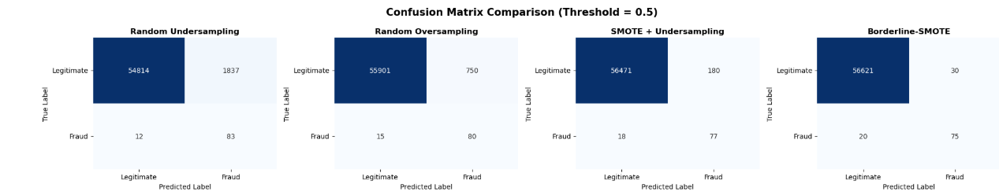 Confusion Matrix Comparison (Threshold = 0.5)
Random Undersampling
True Label
Legitimate
54814
1837
Fraud
12
83
Legitimate
Fraud
Predicted Label
Random Oversampling
True Label
Legitimate
55901
750
Fraud
15
80
Legitimate
Fraud
Predicted Label
SMOTE + Undersampling
True Label
Legitimate
56471
180
Fraud
18
77
Legitimate
Fraud
Predicted Label
Borderline-SMOTE
True Label
Legitimate
56621
30
Fraud
20
75
Legitimate
Fraud
Predicted Label